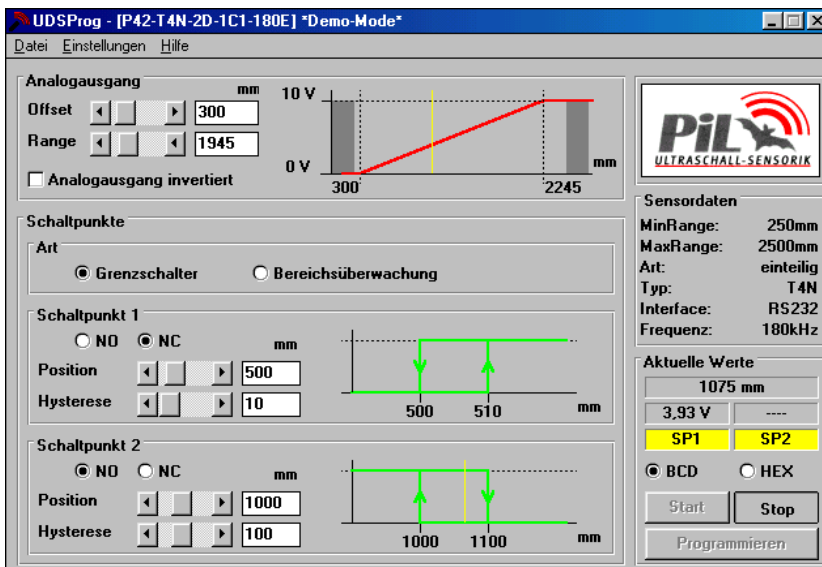 UDSProg - [P42-T4N-2D-1C1-180E] *Demo-Mode*
Datei Einstellungen Hilfe
Analogausgang
mm
Offset 300
Range 1945
Analogausgang invertiert
10 V
0 V
mm
300 2245
Schaltpunkte
Art
Grenzschalter Bereichsüberwachung
Schaltpunkt 1
NO NC mm
Position 500
Hysterese 10
500 510 mm
Schaltpunkt 2
NO NC mm
Position 1000
Hysterese 100
1000 1100 mm
PiL
ULTRASCHALL-SENSORIK
Sensordaten
MinRange: 250mm
MaxRange: 2500mm
Art: einteilig
Typ: T4N
Interface: RS232
Frequenz: 180kHz
Aktuelle Werte
1075 mm
3,93 V ----
SP1 SP2
BCD HEX
Start Stop
Programmieren